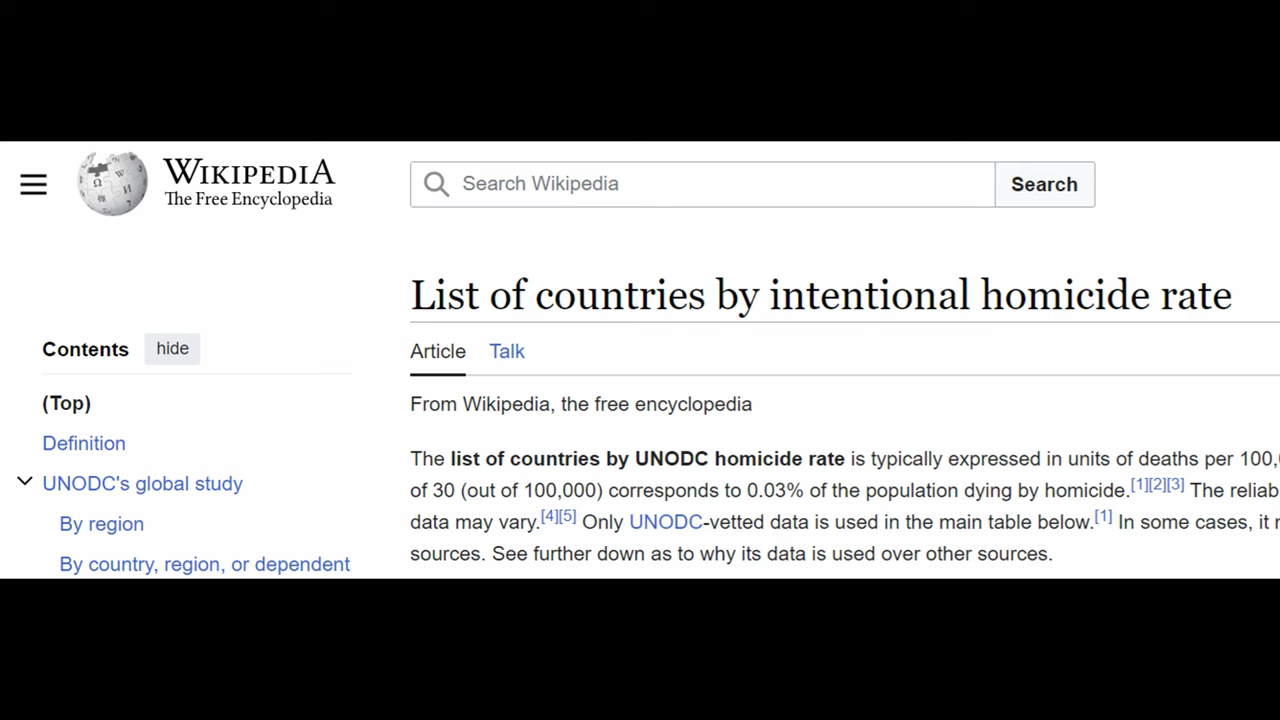 WIKIPEDIA
The Free Encyclopedia
Search Wikipedia
Search
List of countries by intentional homicide rate
Contents
hide
Article
Talk
(Top)
From Wikipedia, the free encyclopedia
Definition
UNODC's global study
By region
By country, region, or dependent
The list of countries by UNODC homicide rate is typically expressed in units of deaths per 100,
of 30 (out of 100,000) corresponds to 0.03% of the population dying by homicide.[1][2][3] The reliab
data may vary.[4][5] Only UNODC-vetted data is used in the main table below.[1] In some cases, it
sources. See further down as to why its data is used over other sources.